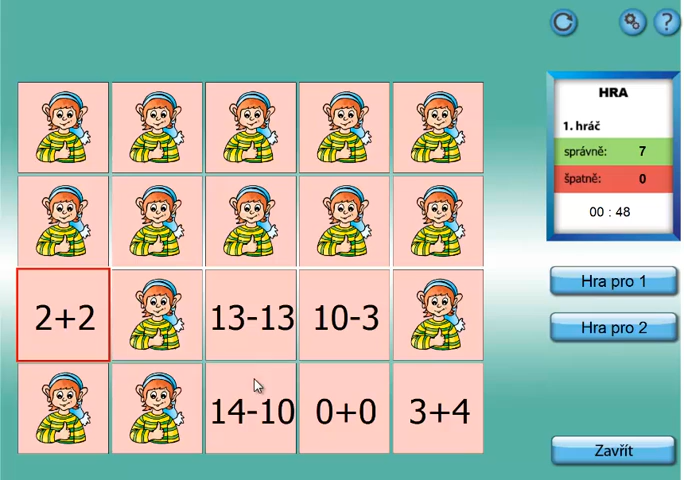 HRA
1. hráč
správně: 7
špatně: 0
00 : 48
Hra pro 1
Hra pro 2
Zavřít
2+2
13-13
10-3
14-10
0+0
3+4
?